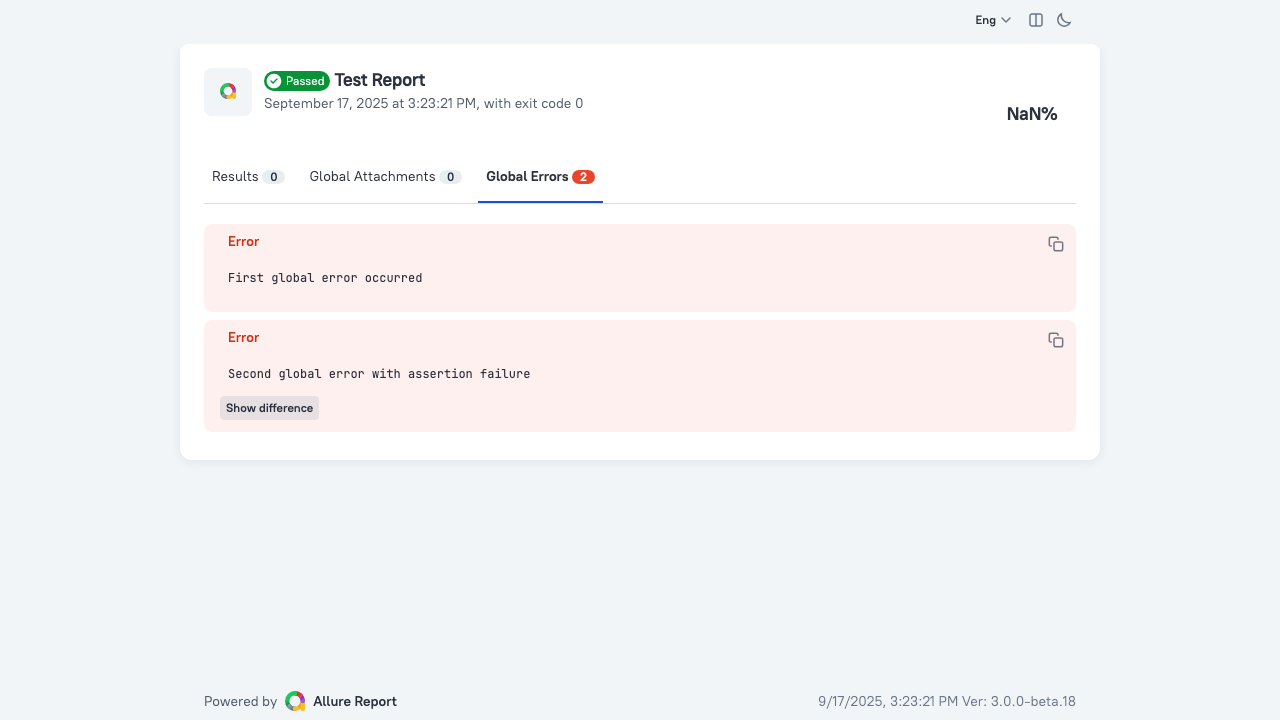 Eng
Passed Test Report
September 17, 2025 at 3:23:21 PM, with exit code 0
NaN%
Results 0 Global Attachments 0 Global Errors 2
Error
First global error occurred
Error
Second global error with assertion failure
Show difference
Powered by Allure Report 9/17/2025, 3:23:21 PM Ver: 3.0.0-beta.18